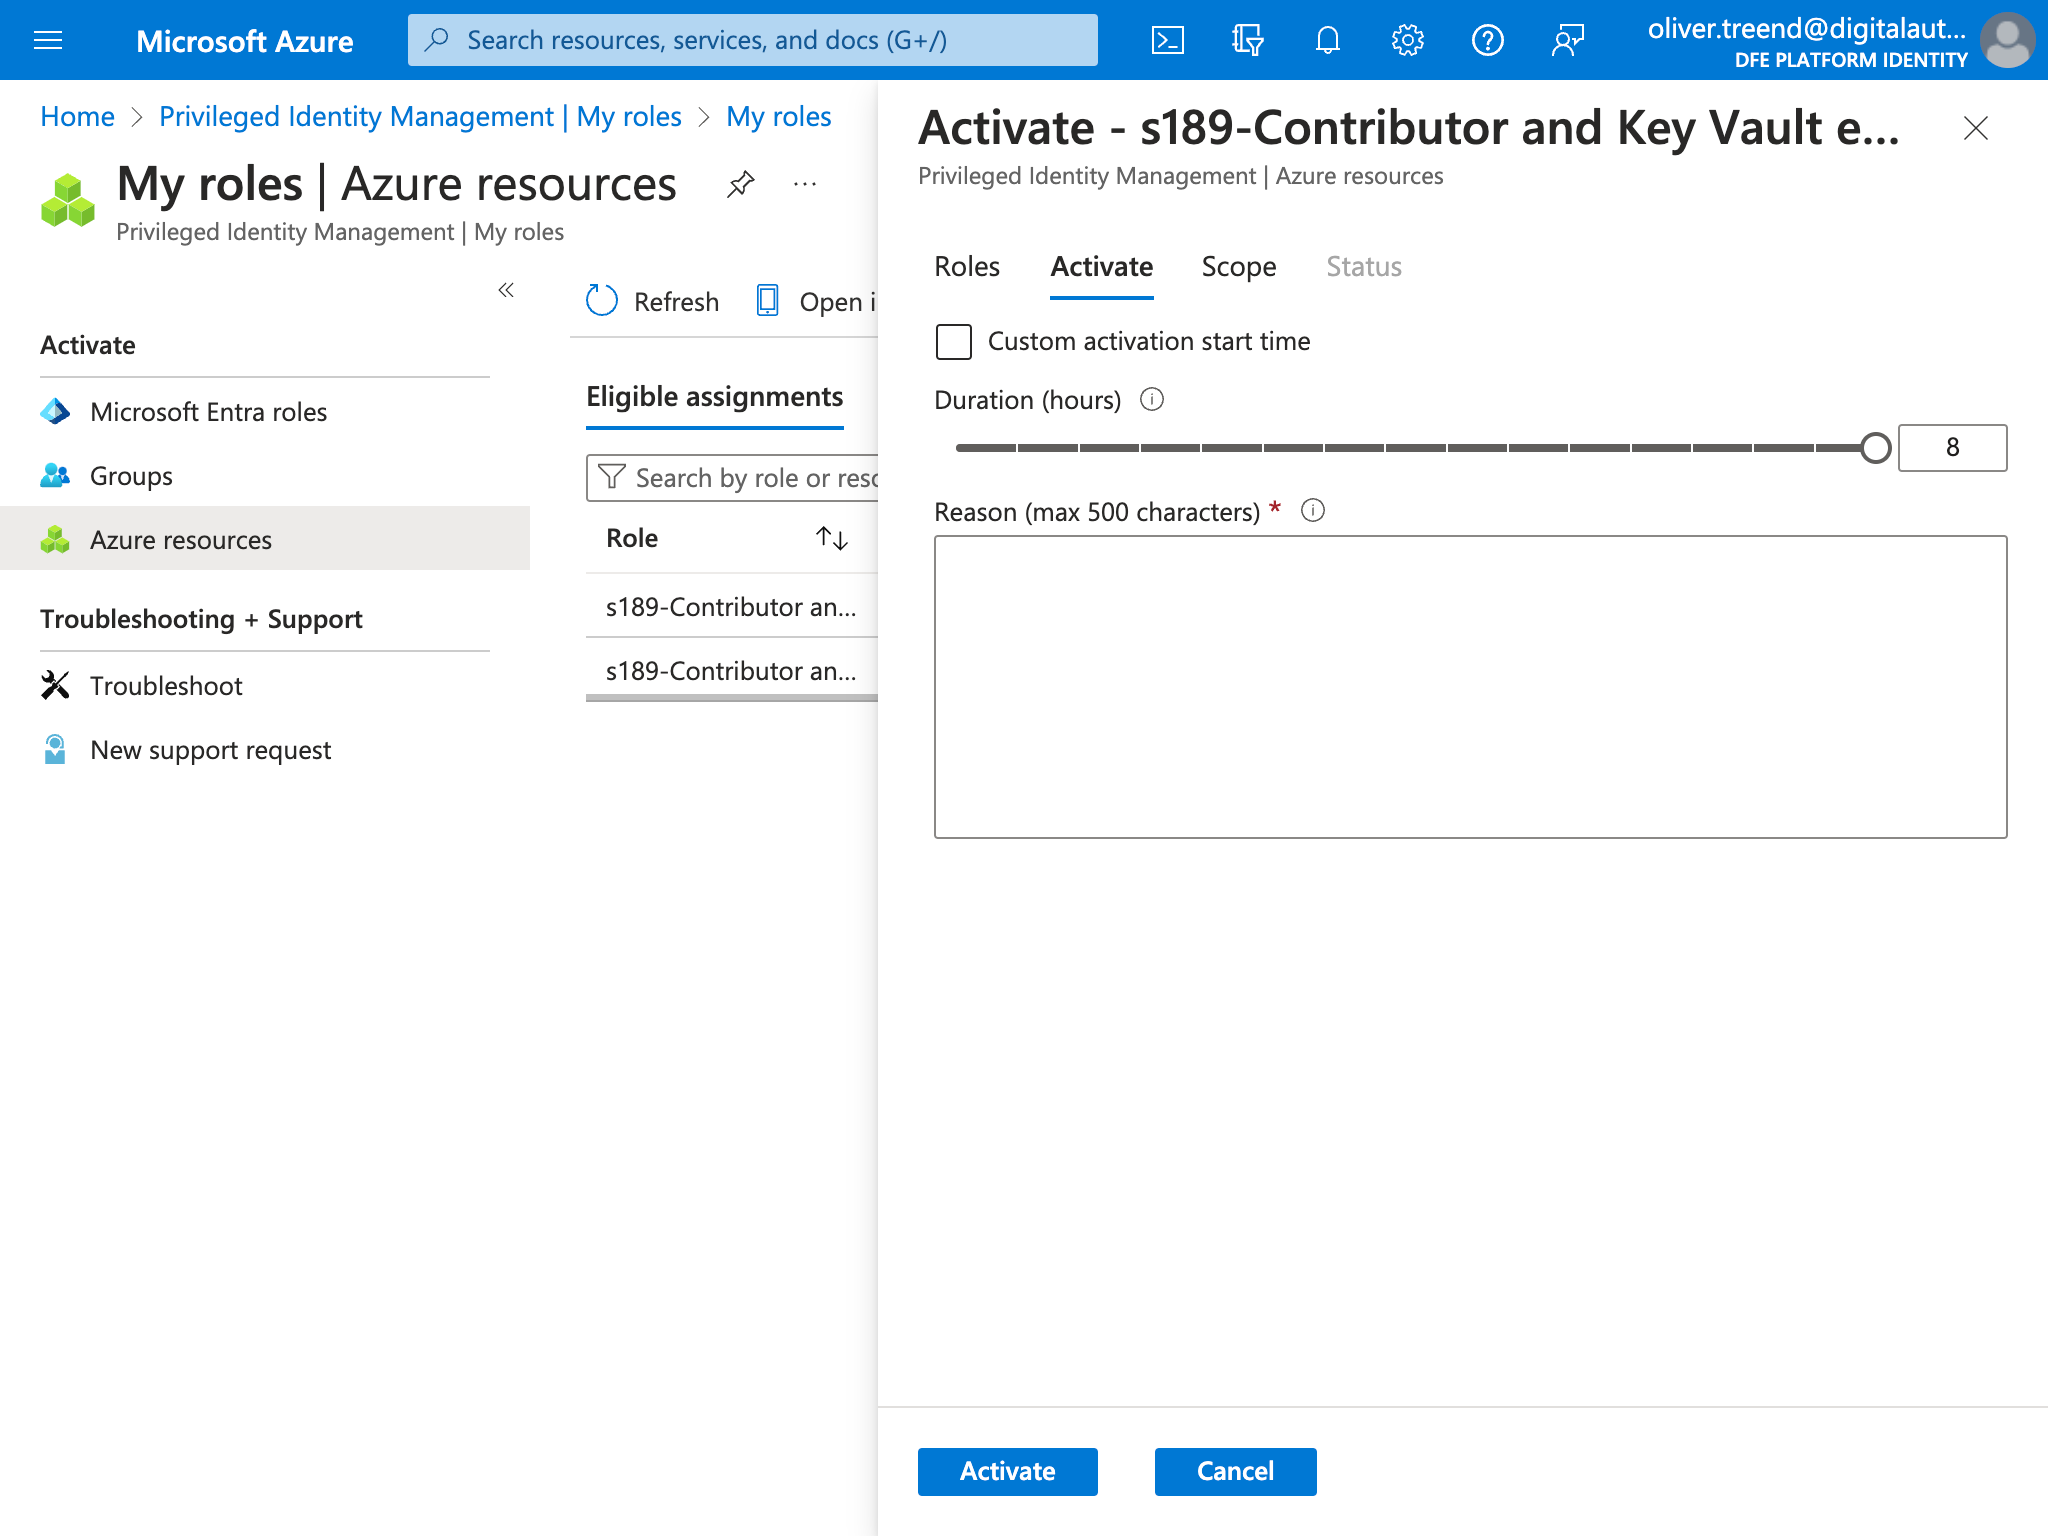 Microsoft Azure
Search resources, services, and docs (G+/)
oliver.treend@digitalaut...
DFE PLATFORM IDENTITY
Home > Privileged Identity Management | My roles > My roles
My roles | Azure resources
...
Privileged Identity Management | My roles
«
Activate
Microsoft Entra roles
Groups
Azure resources
Troubleshooting + Support
Troubleshoot
New support request
Refresh
Open i
Eligible assignments
Search by role or reso
Role
s189-Contributor an...
s189-Contributor an...
Activate - s189-Contributor and Key Vault e...
Privileged Identity Management | Azure resources
Roles Activate Scope Status
Custom activation start time
Duration (hours)
8
Reason (max 500 characters) *
Activate Cancel